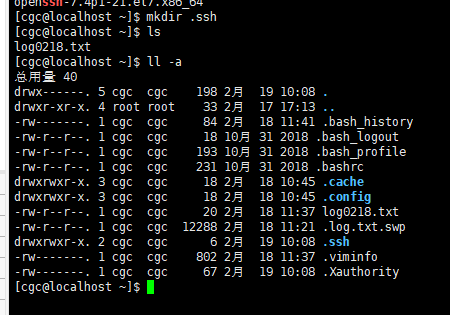 openssh-7.4p1-21.el7.x86_64
[cgc@localhost ~]$ mkdir .ssh
[cgc@localhost ~]$ ls
log0218.txt
[cgc@localhost ~]$ ll -a
总用量 40
drwx------. 5 cgc  cgc    198 2月  19 10:08 .
drwxr-xr-x. 4 root root    33 2月  17 17:13 ..
-rw-------. 1 cgc  cgc     84 2月  18 11:41 .bash_history
-rw-r--r--. 1 cgc  cgc     18 10月 31 2018 .bash_logout
-rw-r--r--. 1 cgc  cgc    193 10月 31 2018 .bash_profile
-rw-r--r--. 1 cgc  cgc    231 10月 31 2018 .bashrc
drwxrwxr-x. 3 cgc  cgc     18 2月  18 10:45 .cache
drwxrwxr-x. 3 cgc  cgc     18 2月  18 10:45 .config
-rw-r--r--. 1 cgc  cgc     20 2月  18 11:37 log0218.txt
-rw-r--r--. 1 cgc  cgc  12288 2月  18 11:21 .log.txt.swp
drwxrwxr-x. 2 cgc  cgc      6 2月  19 10:08 .ssh
-rw-------. 1 cgc  cgc    802 2月  18 11:37 .viminfo
-rw-------. 1 cgc  cgc     67 2月  19 10:08 .Xauthority
[cgc@localhost ~]$